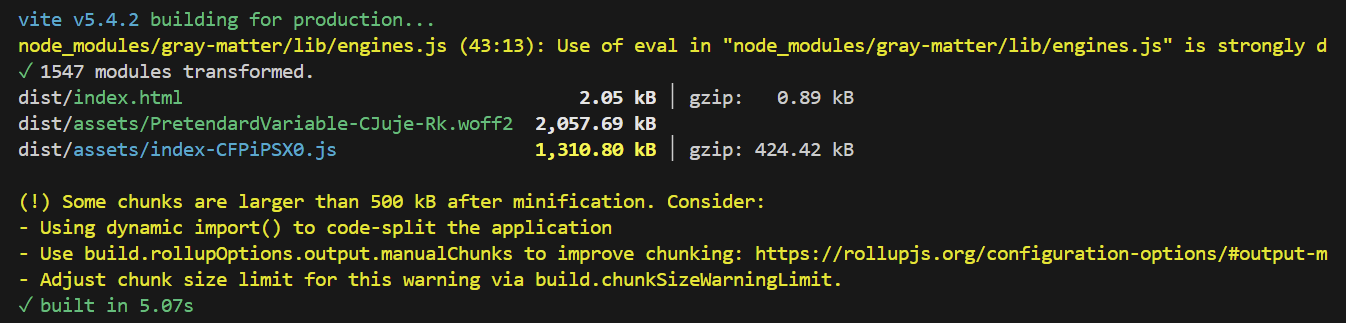 vite v5.4.2 building for production...
node_modules/gray-matter/lib/engines.js (43:13): Use of eval in "node_modules/gray-matter/lib/engines.js" is strongly d
✓ 1547 modules transformed.
dist/index.html 2.05 kB │ gzip: 0.89 kB
dist/assets/PretendardVariable-CJuje-Rk.woff2 2,057.69 kB
dist/assets/index-CFPiPSX0.js 1,310.80 kB │ gzip: 424.42 kB
(!) Some chunks are larger than 500 kB after minification. Consider:
- Using dynamic import() to code-split the application
- Use build.rollupOptions.output.manualChunks to improve chunking: https://rollupjs.org/configuration-options/#output-m
- Adjust chunk size limit for this warning via build.chunkSizeWarningLimit.
✓ built in 5.07s